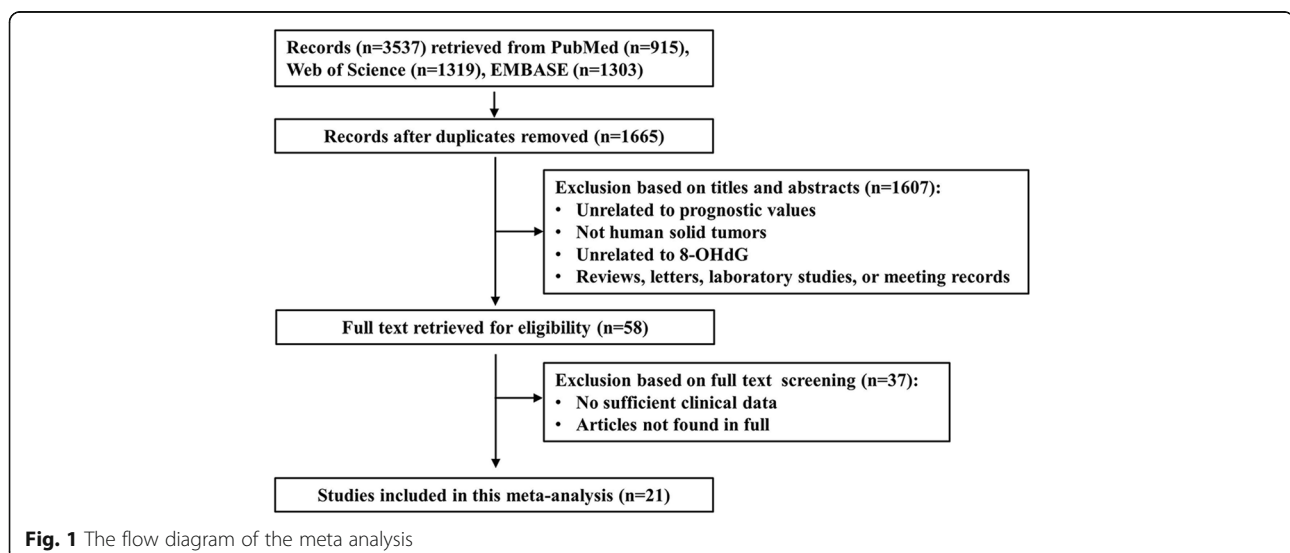 Records (n=3537) retrieved from PubMed (n=915),
Web of Science (n=1319), EMBASE (n=1303)
Records after duplicates removed (n=1665)
Exclusion based on titles and abstracts (n=1607):
• Unrelated to prognostic values
• Not human solid tumors
• Unrelated to 8-OHdG
• Reviews, letters, laboratory studies, or meeting records
Full text retrieved for eligibility (n=58)
Exclusion based on full text screening (n=37):
• No sufficient clinical data
• Articles not found in full
Studies included in this meta-analysis (n=21)
Fig. 1 The flow diagram of the meta analysis